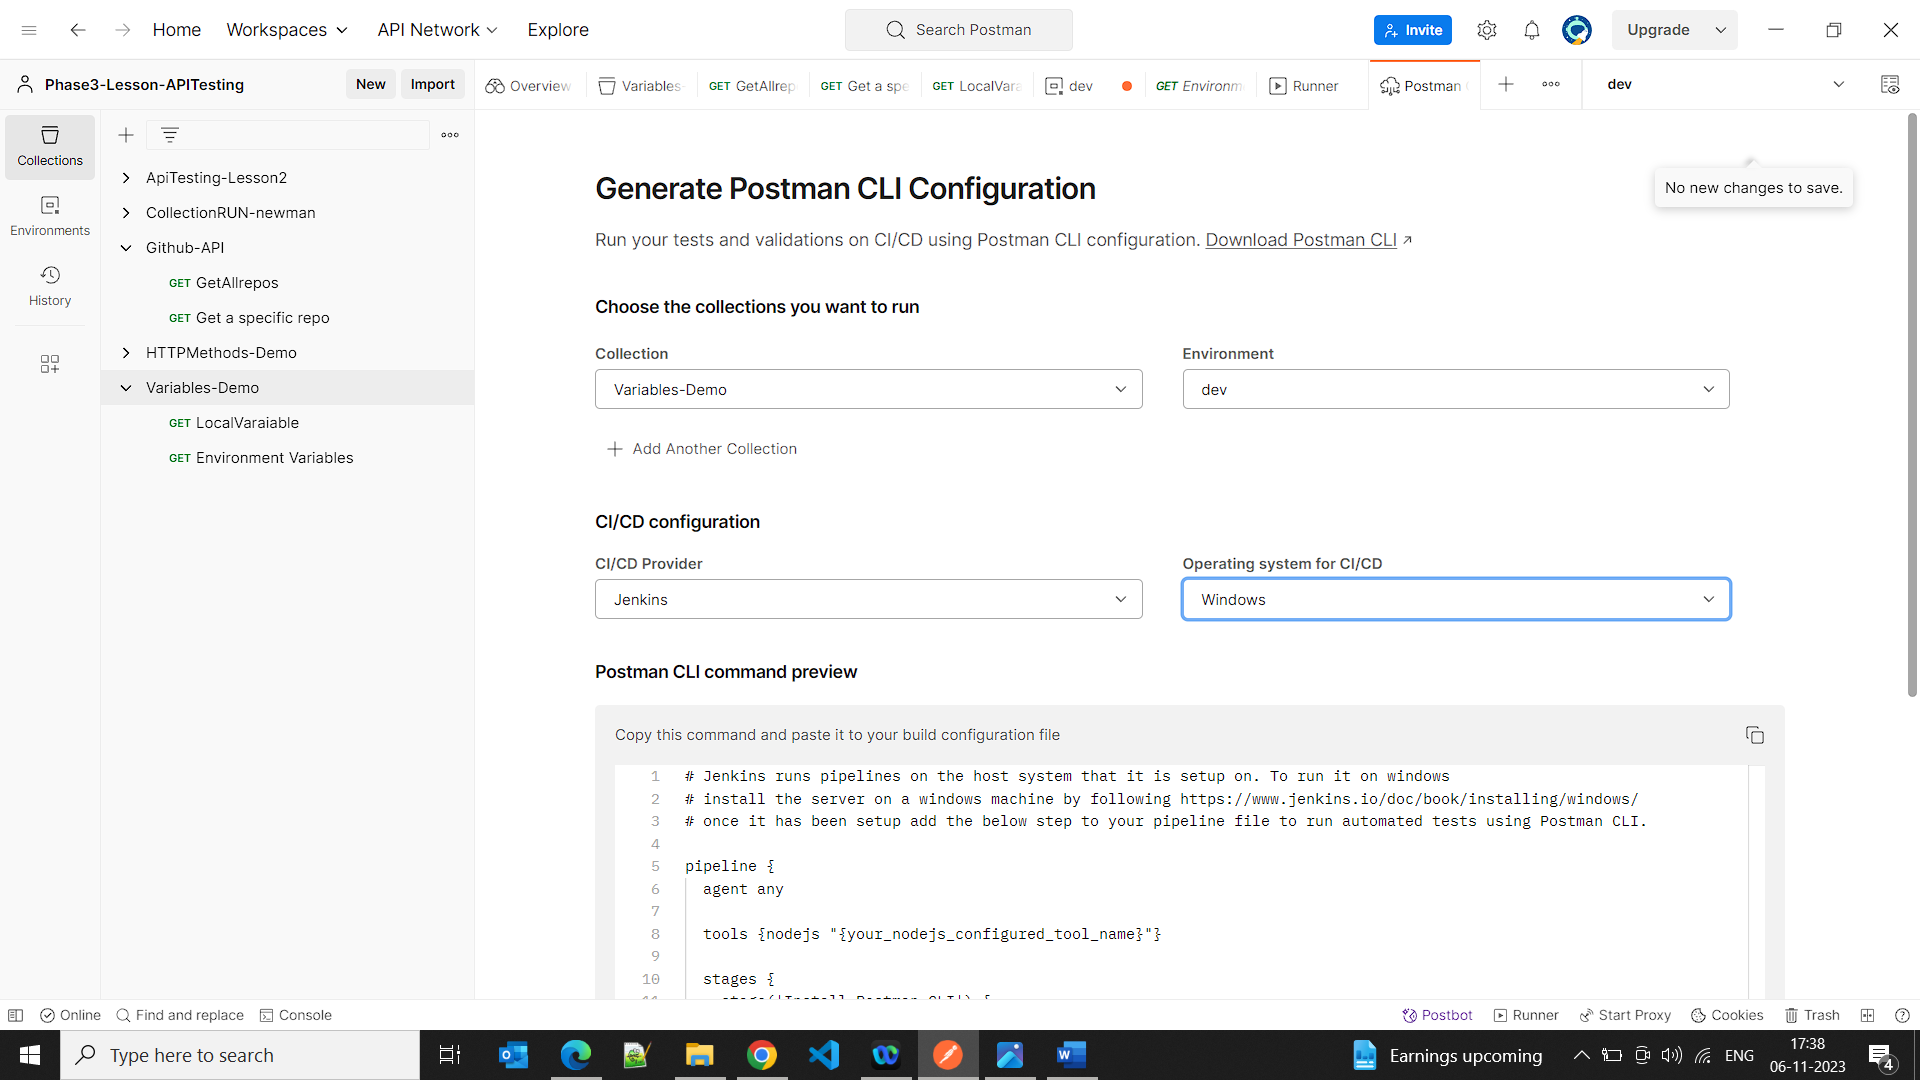 Home
Workspaces
API Network
Explore
Search Postman
Invite
Upgrade
Phase3-Lesson-APITesting
New
Import
Overview
Variables-
GET GetAllrep
GET Get a spe
GET LocalVara
dev
GET Environm
Runner
Postman
dev
Collections
Environments
History
ApiTesting-Lesson2
CollectionRUN-newman
Github-API
GET GetAllrepos
GET Get a specific repo
HTTPMethods-Demo
Variables-Demo
GET LocalVaraiable
GET Environment Variables
No new changes to save.
Generate Postman CLI Configuration
Run your tests and validations on CI/CD using Postman CLI configuration. Download Postman CLI ↗
Choose the collections you want to run
Collection
Environment
Variables-Demo
dev
Add Another Collection
CI/CD configuration
CI/CD Provider
Operating system for CI/CD
Jenkins
Windows
Postman CLI command preview
Copy this command and paste it to your build configuration file
1 # Jenkins runs pipelines on the host system that it is setup on. To run it on windows
2 # install the server on a windows machine by following https://www.jenkins.io/doc/book/installing/windows/
3 # once it has been setup add the below step to your pipeline file to run automated tests using Postman CLI.
4
5 pipeline {
6 agent any
7
8 tools {nodejs "{your_nodejs_configured_tool_name}"}
9
10 stages {
11 stage('Install Postman CLI') {
Online
Find and replace
Console
Postbot
Runner
Start Proxy
Cookies
Trash
Type here to search
Earnings upcoming
ENG
17:38
06-11-2023
4